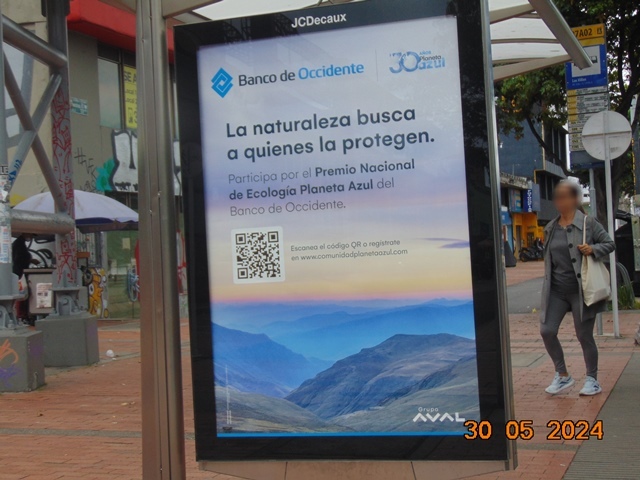 JCDecaux
Banco de Occidente
30 Planeta azul
La naturaleza busca
a quienes la protegen.
Participa por el Premio Nacional
de Ecología Planeta Azul del
Banco de Occidente.
Escanea el código QR o regístrate
en www.comunidadplanetaazul.com
Grupo
AVAL
30 05 2024
7A02